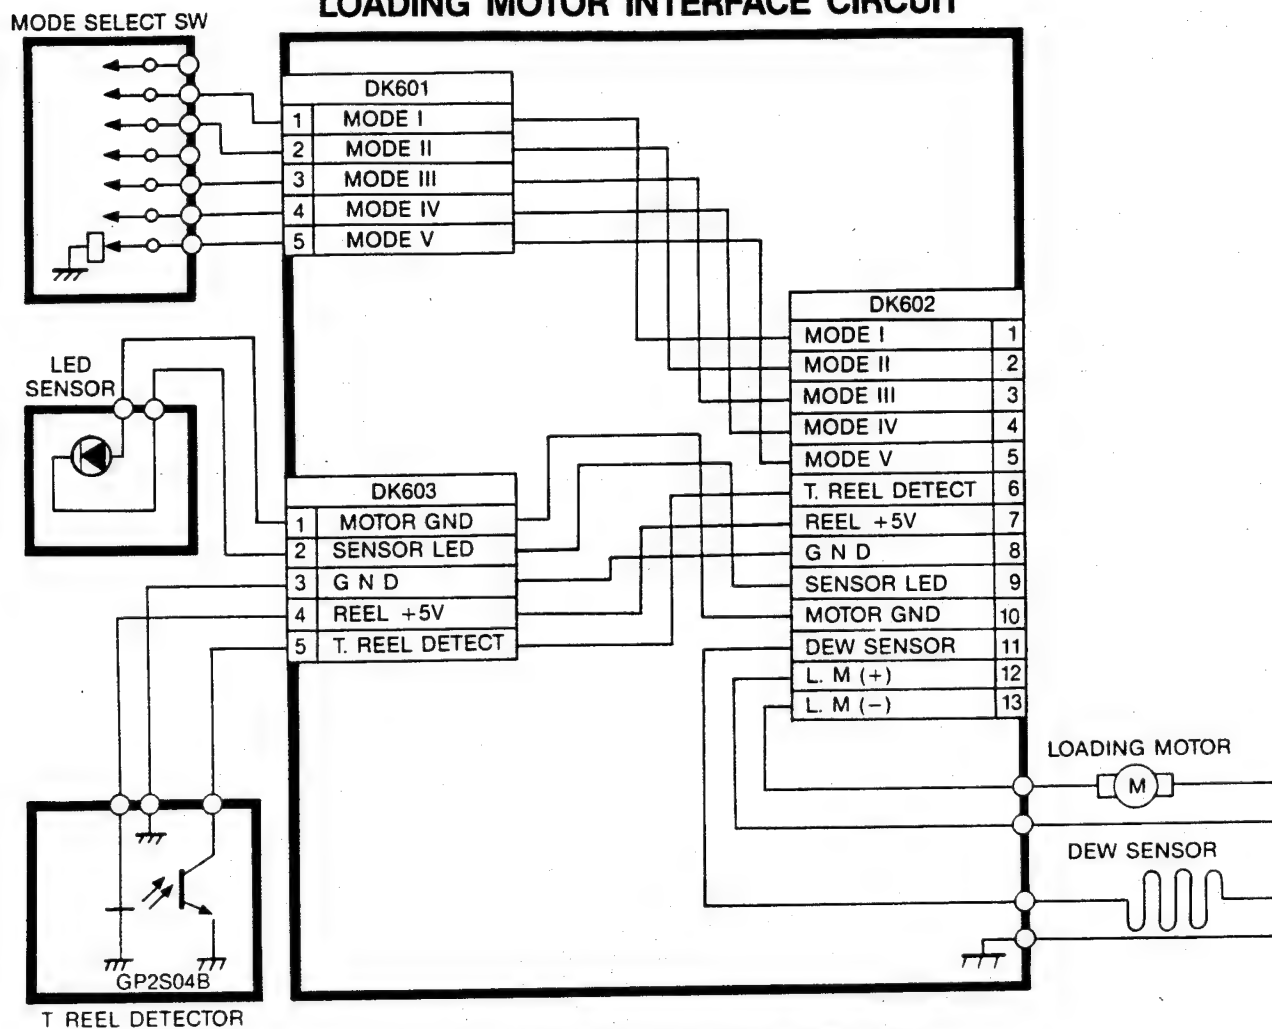 LOADING MOTOR INTERFACE CIRCUIT
MODE SELECT SW
DK601
1 MODE I
2 MODE II
3 MODE III
4 MODE IV
5 MODE V
DK602
MODE I 1
MODE II 2
MODE III 3
MODE IV 4
MODE V 5
T. REEL DETECT 6
REEL +5V 7
G N D 8
SENSOR LED 9
MOTOR GND 10
DEW SENSOR 11
L. M (+) 12
L. M (-) 13
LED
SENSOR
DK603
1 MOTOR GND
2 SENSOR LED
3 G N D
4 REEL +5V
5 T. REEL DETECT
LOADING MOTOR
M
DEW SENSOR
GP2S04B
T REEL DETECTOR